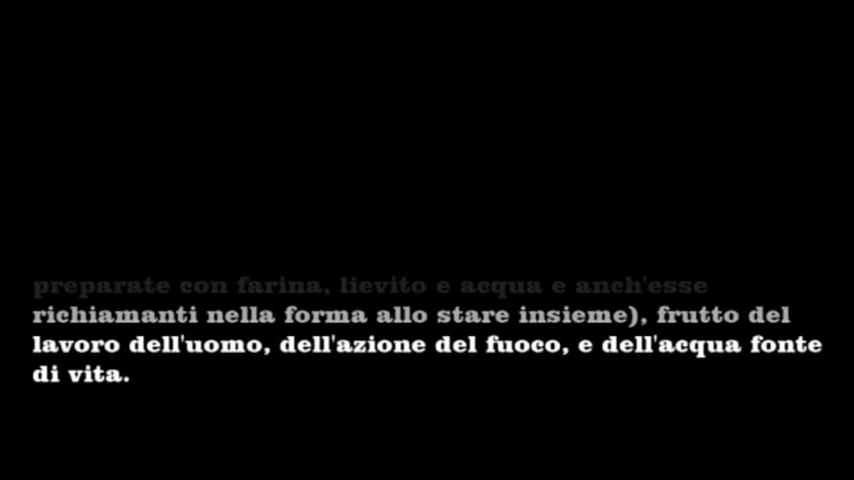 preparate con farina, lievito e acqua e anch'esse
richiamanti nella forma allo stare insieme), frutto del
lavoro dell'uomo, dell'azione del fuoco, e dell'acqua fonte
di vita.